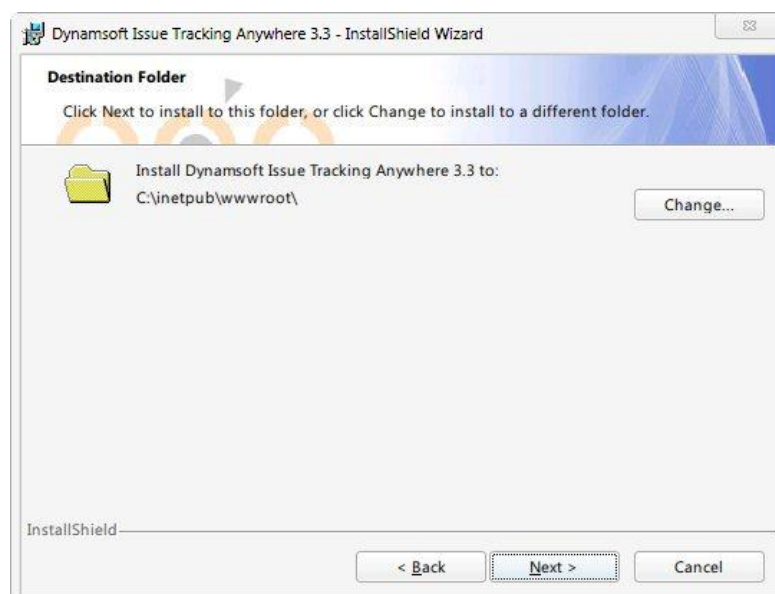 Dynamsoft Issue Tracking Anywhere 3.3 - InstallShield Wizard
Destination Folder
Click Next to install to this folder, or click Change to install to a different folder.
Install Dynamsoft Issue Tracking Anywhere 3.3 to:
C:\inetpub\wwwroot\
Change...
InstallShield
< Back
Next >
Cancel